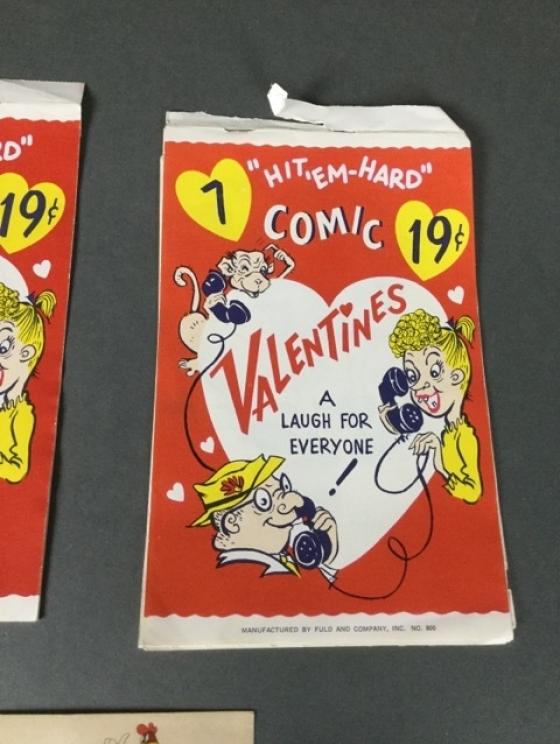 RD"
19¢
7
"HIT-'EM-HARD"
COMIC
19¢
VALENTINES
A
LAUGH FOR
EVERYONE!
MANUFACTURED BY FULD AND COMPANY, INC. NO. 800